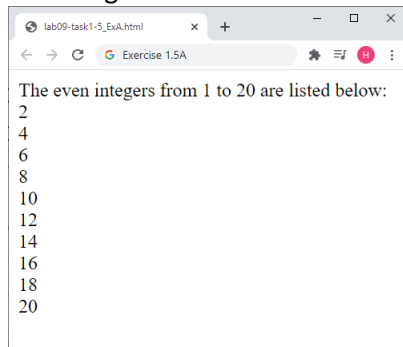 lab09-task1-5_ExA.html
Exercise 1.5A
H
The even integers from 1 to 20 are listed below:
2
4
6
8
10
12
14
16
18
20